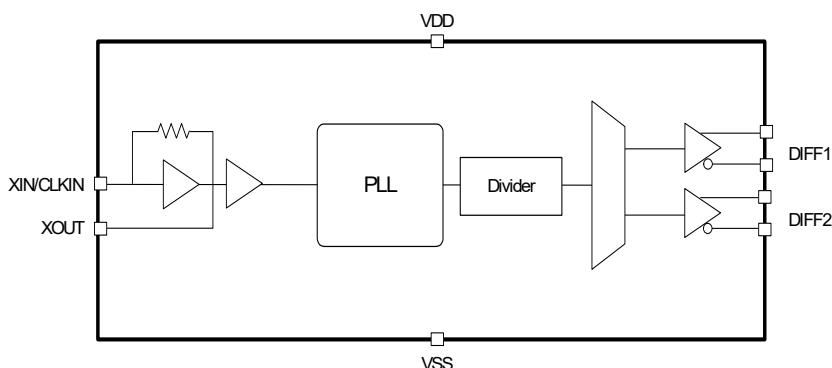 VDD
XIN/CLKIN
XOUT
PLL
Divider
DIFF1
DIFF2
VSS